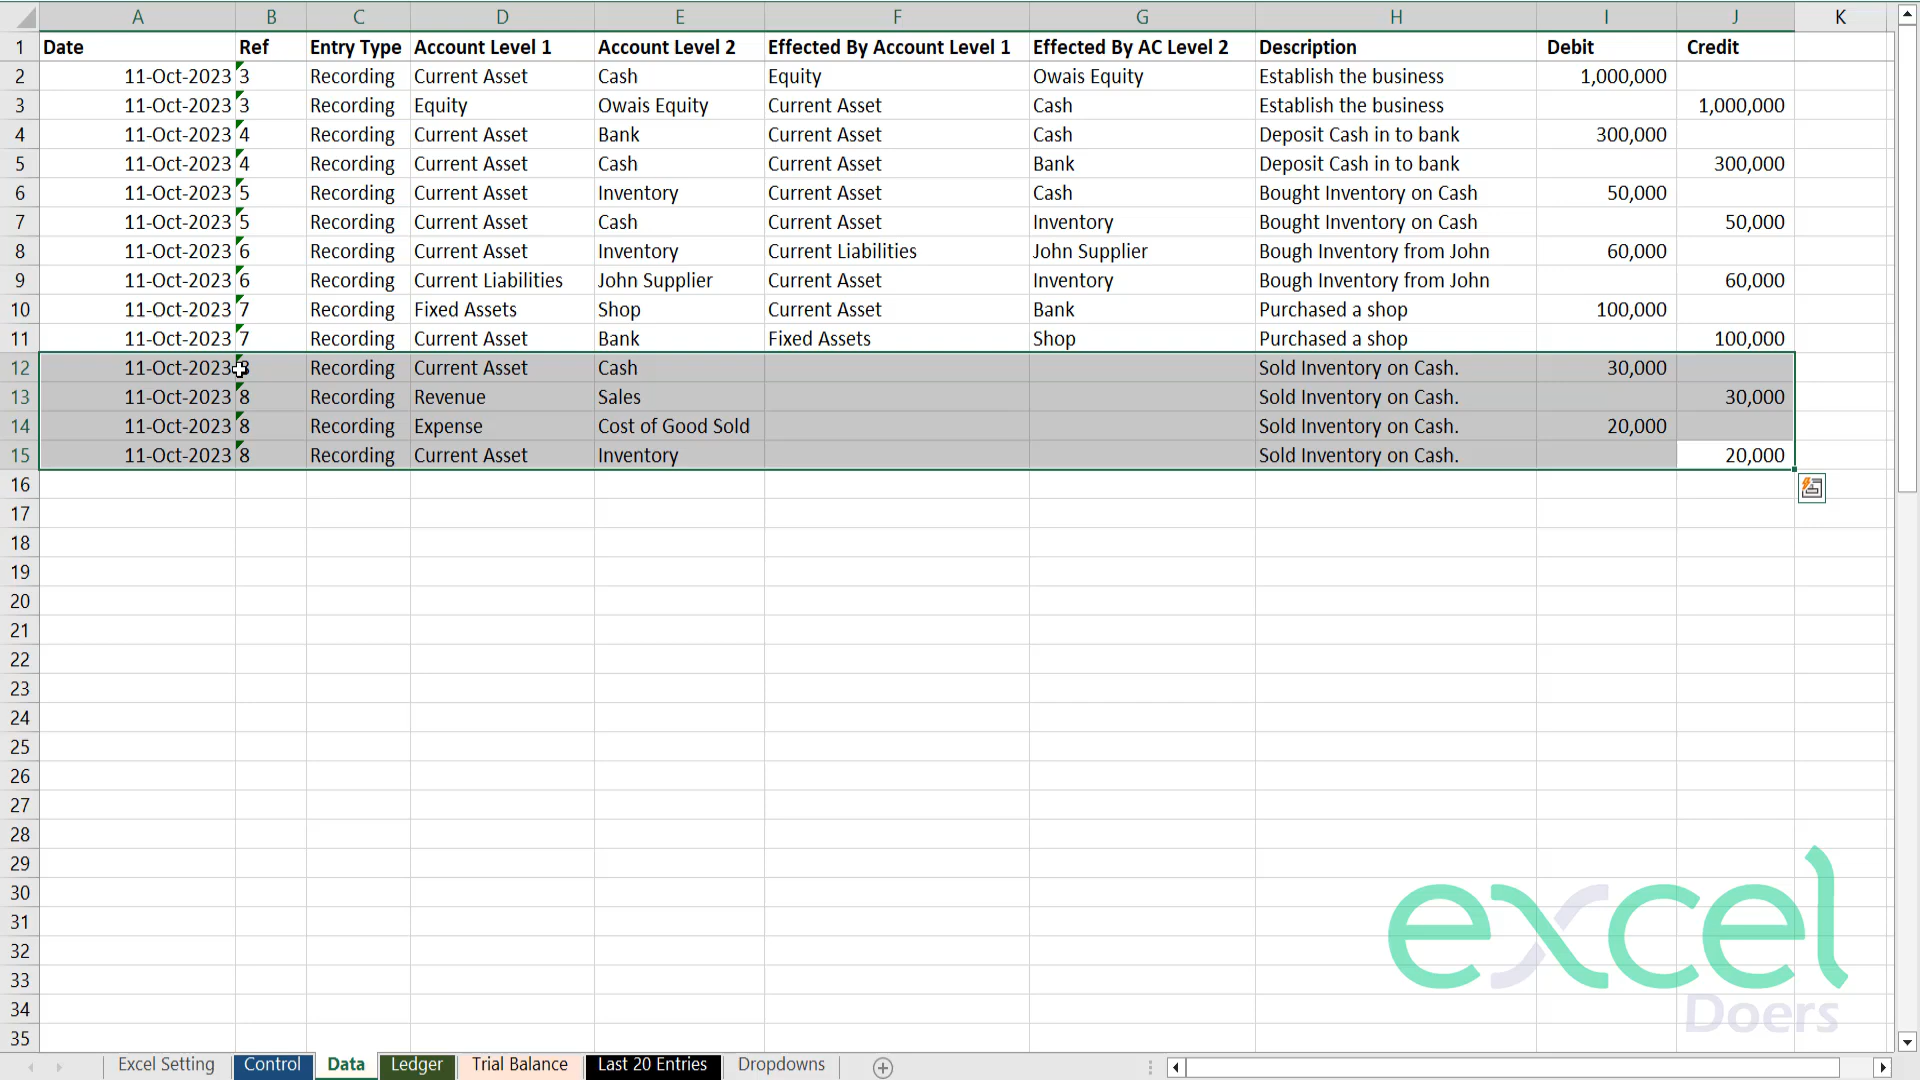 A B C D E F G H I J K
1 Date Ref Entry Type Account Level 1 Account Level 2 Effected By Account Level 1 Effected By AC Level 2 Description Debit Credit
2 11-Oct-2023 3 Recording Current Asset Cash Equity Owais Equity Establish the business 1,000,000
3 11-Oct-2023 3 Recording Equity Owais Equity Current Asset Cash Establish the business 1,000,000
4 11-Oct-2023 4 Recording Current Asset Bank Current Asset Cash Deposit Cash in to bank 300,000
5 11-Oct-2023 4 Recording Current Asset Cash Current Asset Bank Deposit Cash in to bank 300,000
6 11-Oct-2023 5 Recording Current Asset Inventory Current Asset Cash Bought Inventory on Cash 50,000
7 11-Oct-2023 5 Recording Current Asset Cash Current Asset Inventory Bought Inventory on Cash 50,000
8 11-Oct-2023 6 Recording Current Asset Inventory Current Liabilities John Supplier Bough Inventory from John 60,000
9 11-Oct-2023 6 Recording Current Liabilities John Supplier Current Asset Inventory Bough Inventory from John 60,000
10 11-Oct-2023 7 Recording Fixed Assets Shop Current Asset Bank Purchased a shop 100,000
11 11-Oct-2023 7 Recording Current Asset Bank Fixed Assets Shop Purchased a shop 100,000
12 11-Oct-2023 Recording Current Asset Cash Sold Inventory on Cash. 30,000
13 11-Oct-2023 8 Recording Revenue Sales Sold Inventory on Cash. 30,000
14 11-Oct-2023 8 Recording Expense Cost of Good Sold Sold Inventory on Cash. 20,000
15 11-Oct-2023 8 Recording Current Asset Inventory Sold Inventory on Cash. 20,000
16
17
18
19
20
21
22
23
24
25
26
27
28
29
30
31
32
33
34
35
excel
Doers
Excel Setting Control Data Ledger Trial Balance Last 20 Entries Dropdowns